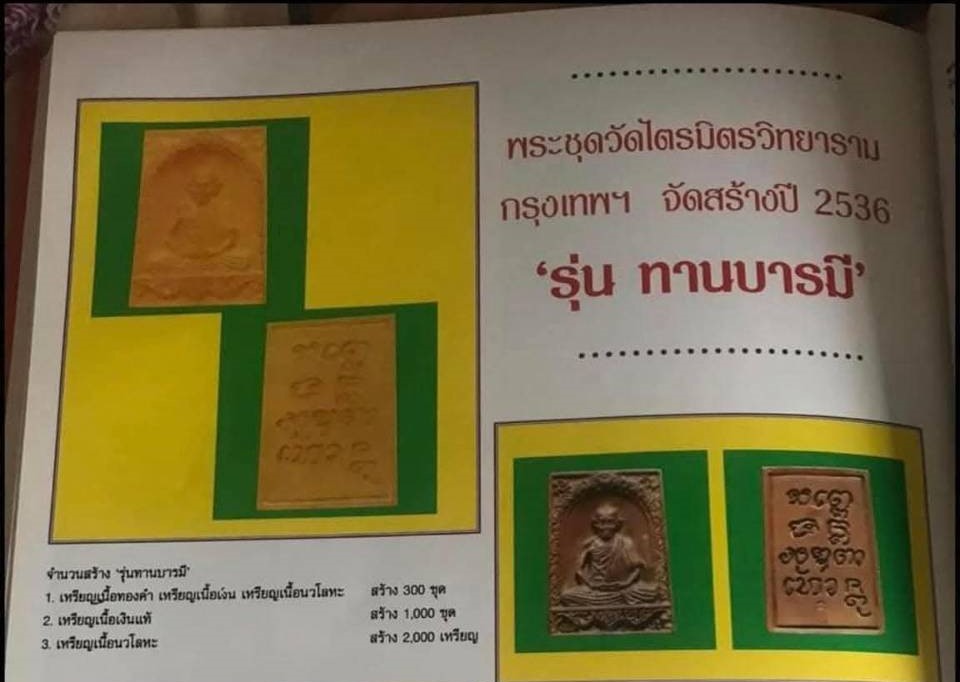 พระชุดวัดไตรมิตรวิทยาราม
กรุงเทพฯ จัดสร้างปี 2536
‘รุ่น ทานบารมี’
จำนวนสร้าง ‘รุ่นทานบารมี’
1. เหรียญเนื้อทองคำ เหรียญเนื้อเงิน เหรียญเนื้อนวโลหะ สร้าง 300 ชุด
2. เหรียญเนื้อเงินแท้ สร้าง 1,000 ชุด
3. เหรียญเนื้อนวโลหะ สร้าง 2,000 เหรียญ